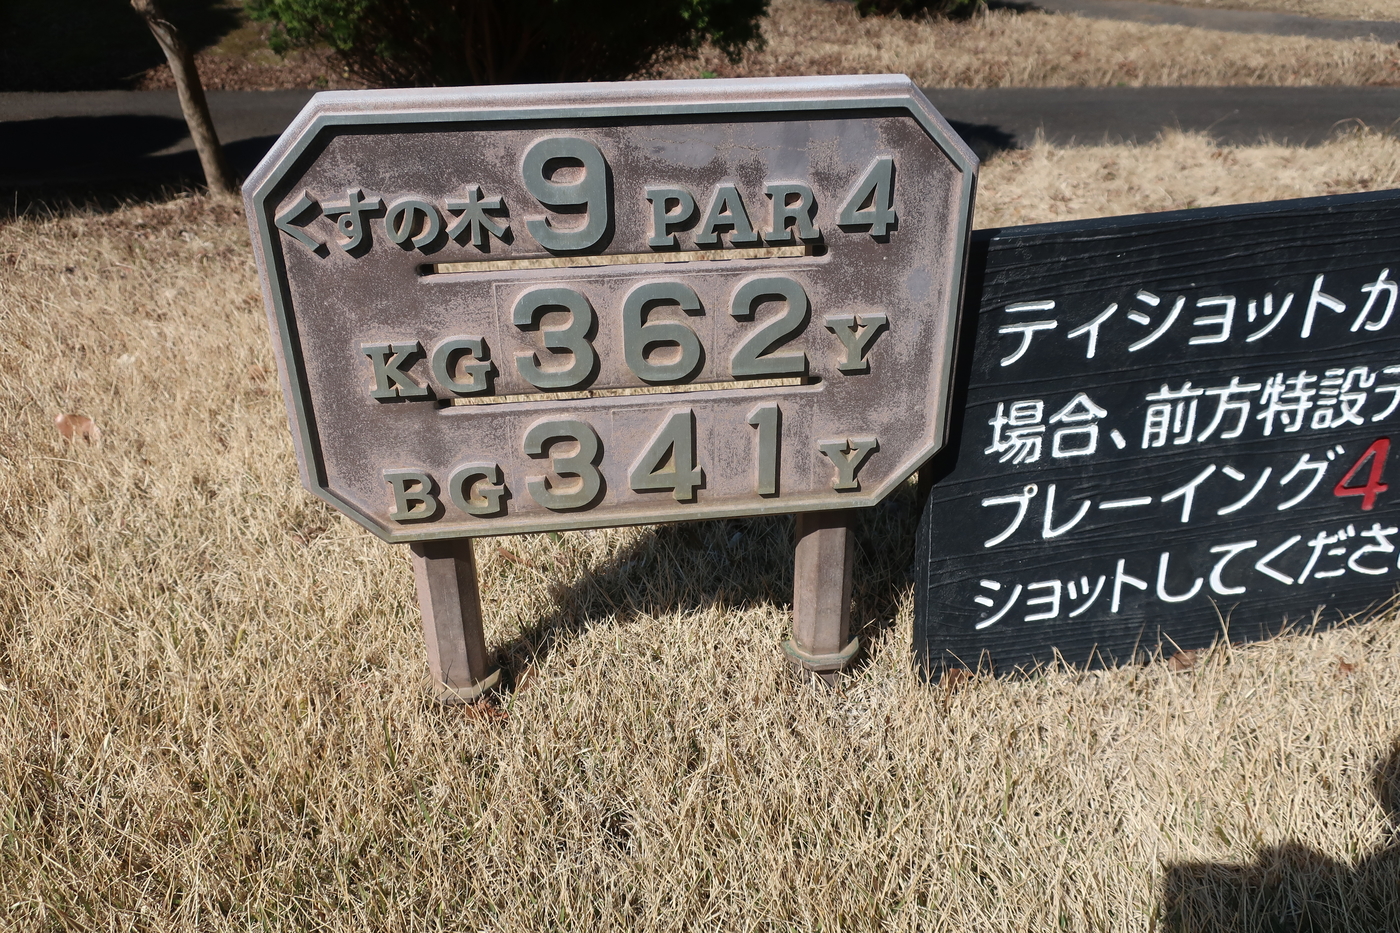 くすの木 9 PAR 4
KG 362 Y
BG 341 Y
ティショットが
場合、前方特設テ
プレーイング4
ショットしてくださ